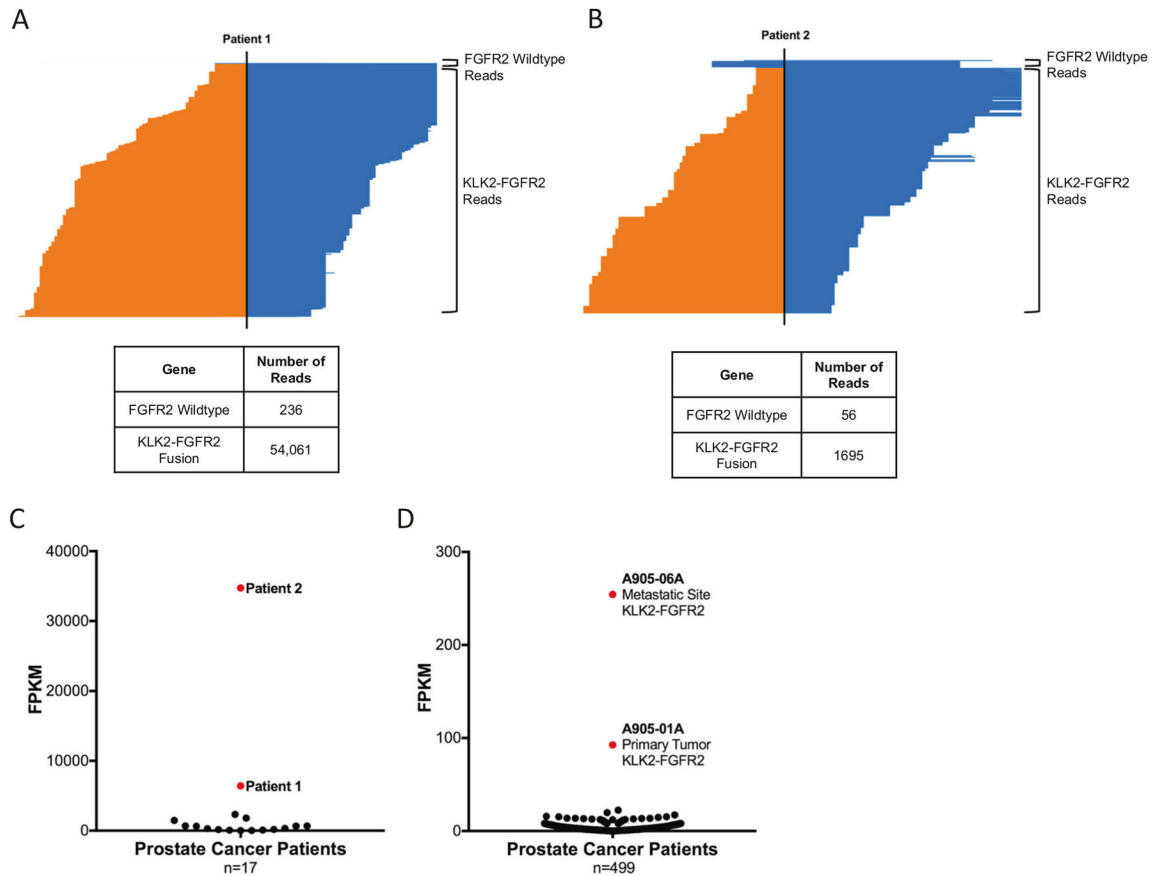 A
Patient 1
FGFR2 Wildtype
Reads
KLK2-FGFR2
Reads
Gene
Number of
Reads
FGFR2 Wildtype
236
KLK2-FGFR2
Fusion
54,061
B
Patient 2
FGFR2 Wildtype
Reads
KLK2-FGFR2
Reads
Gene
Number of
Reads
FGFR2 Wildtype
56
KLK2-FGFR2
Fusion
1695
C
40000
30000
20000
10000
0
FPKM
Patient 2
Patient 1
Prostate Cancer Patients
n=17
D
300
200
100
0
FPKM
A905-06A
Metastatic Site
KLK2-FGFR2
A905-01A
Primary Tumor
KLK2-FGFR2
Prostate Cancer Patients
n=499